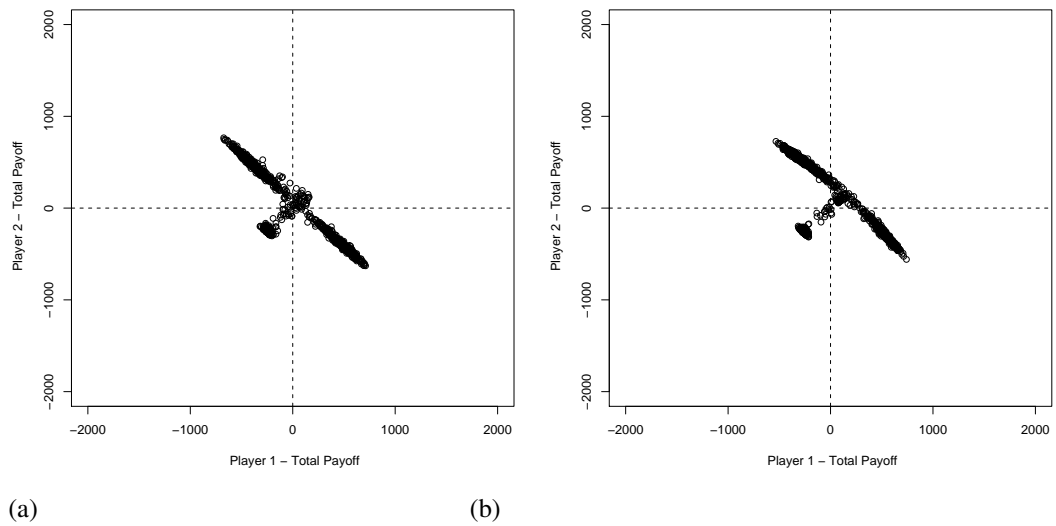 2000
1000
0
−1000
−2000
Player 2 − Total Payoff
−2000 −1000 0 1000 2000
Player 1 − Total Payoff
(a)
2000
1000
0
−1000
−2000
Player 2 − Total Payoff
−2000 −1000 0 1000 2000
Player 1 − Total Payoff
(b)